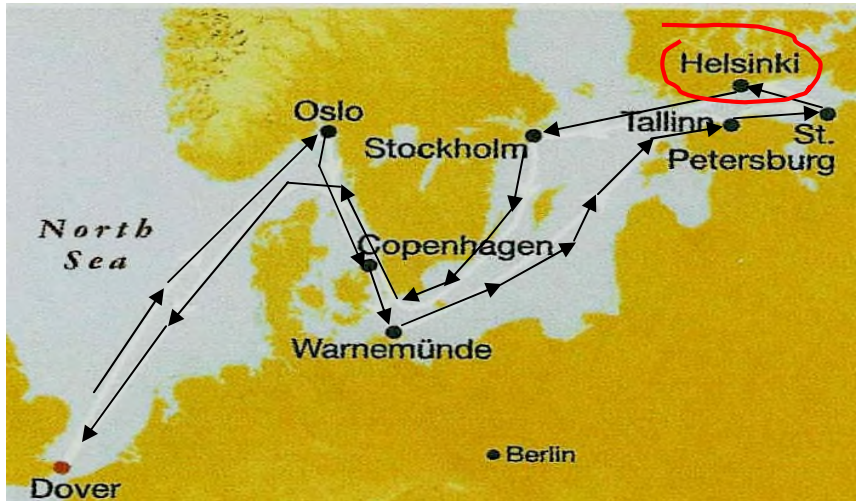 Helsinki
Oslo
Tallinn
St.
Petersburg
Stockholm
North
Sea
Copenhagen
Warnemünde
Berlin
Dover